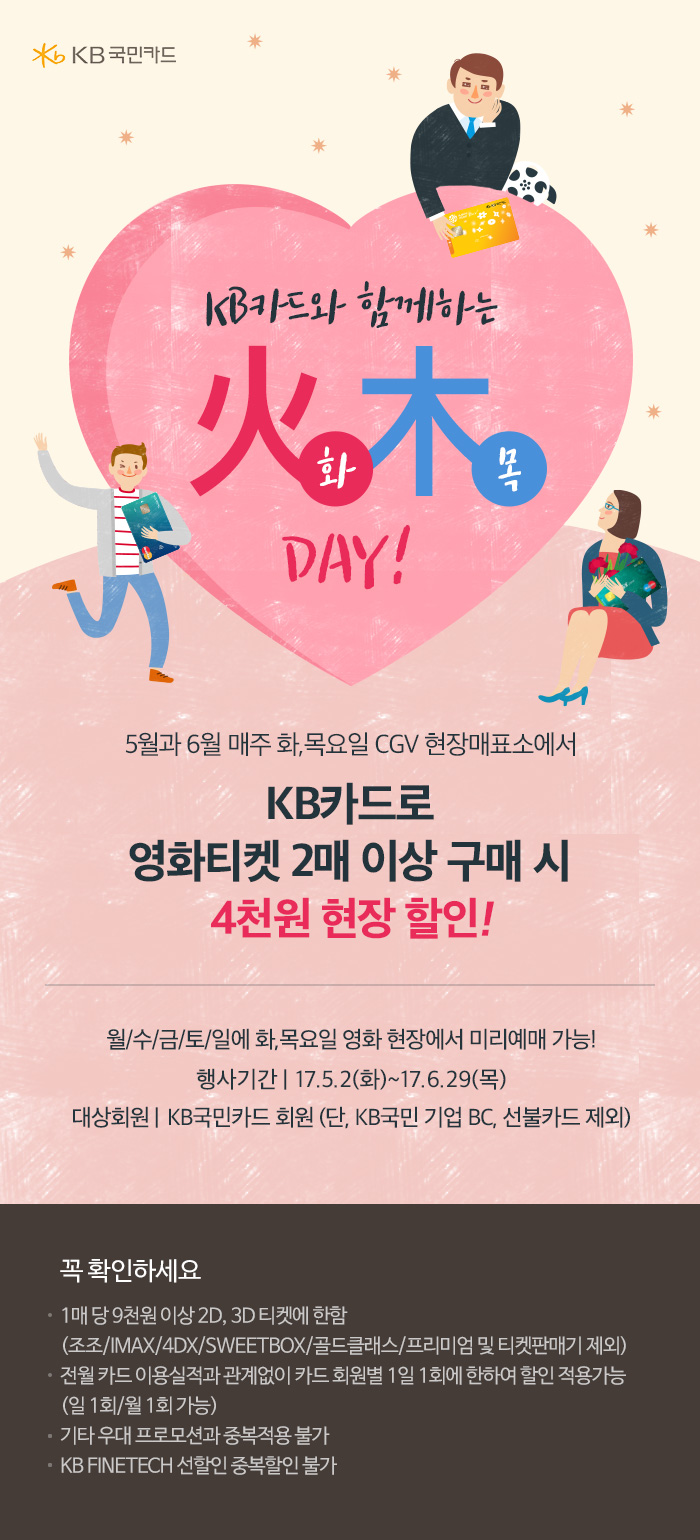 KB국민카드
KB카드와 함께하는
火화 木목
DAY!
5월과 6월 매주 화,목요일 CGV 현장매표소에서
KB카드로
영화티켓 2매 이상 구매 시
4천원 현장 할인!
월/수/금/토/일에 화,목요일 영화 현장에서 미리예매 가능!
행사기간 | 17.5.2(화)~17.6.29(목)
대상회원 | KB국민카드 회원 (단, KB국민 기업 BC, 선불카드 제외)
꼭 확인하세요
· 1매 당 9천원 이상 2D, 3D 티켓에 한함
(조조/IMAX/4DX/SWEETBOX/골드클래스/프리미엄 및 티켓판매기 제외)
· 전월 카드 이용실적과 관계없이 카드 회원별 1일 1회에 한하여 할인 적용가능
(일 1회/월 1회 가능)
· 기타 우대 프로모션과 중복적용 불가
· KB FINETECH 선할인 중복할인 불가